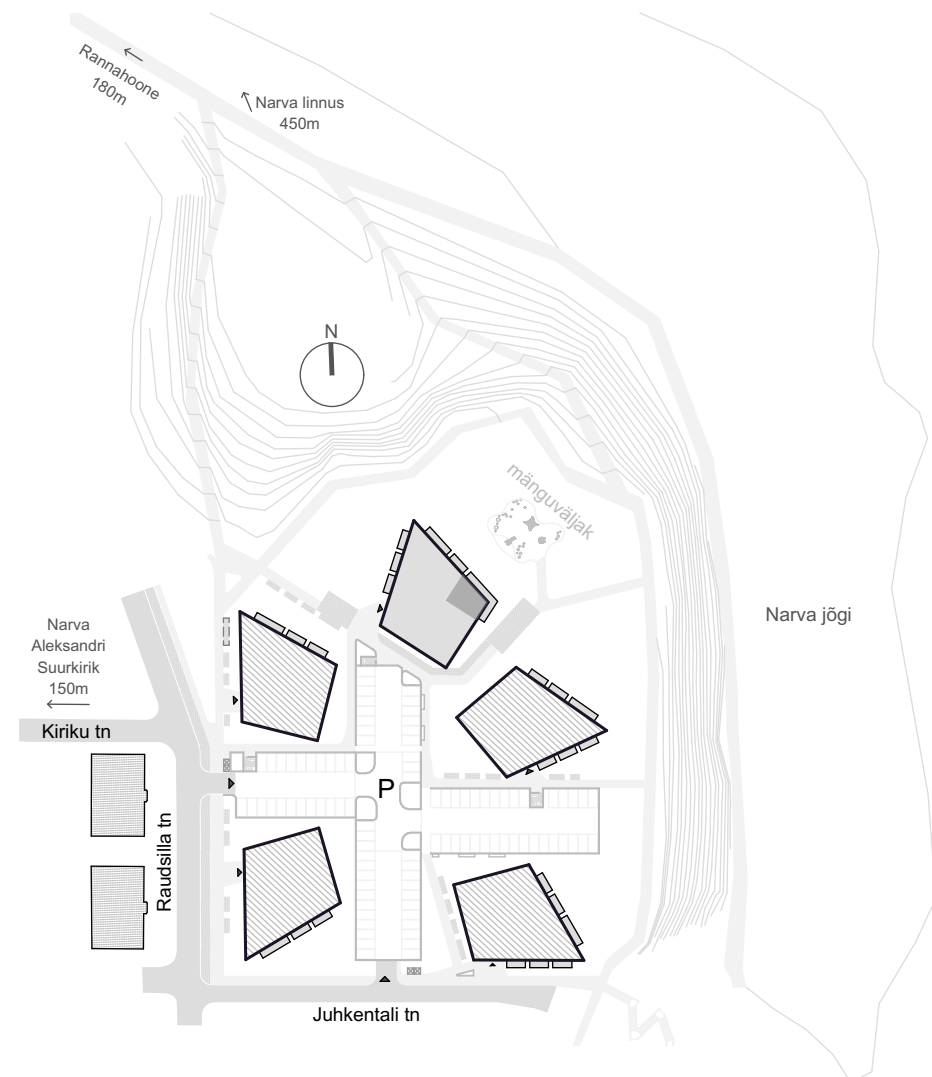 Rannahoone
180m
Narva linnus
450m
N
mänguväljak
Narva jõgi
Narva
Aleksandri
Suurkirik
150m
Kiriku tn
P
Raudsilla tn
Juhkentali tn